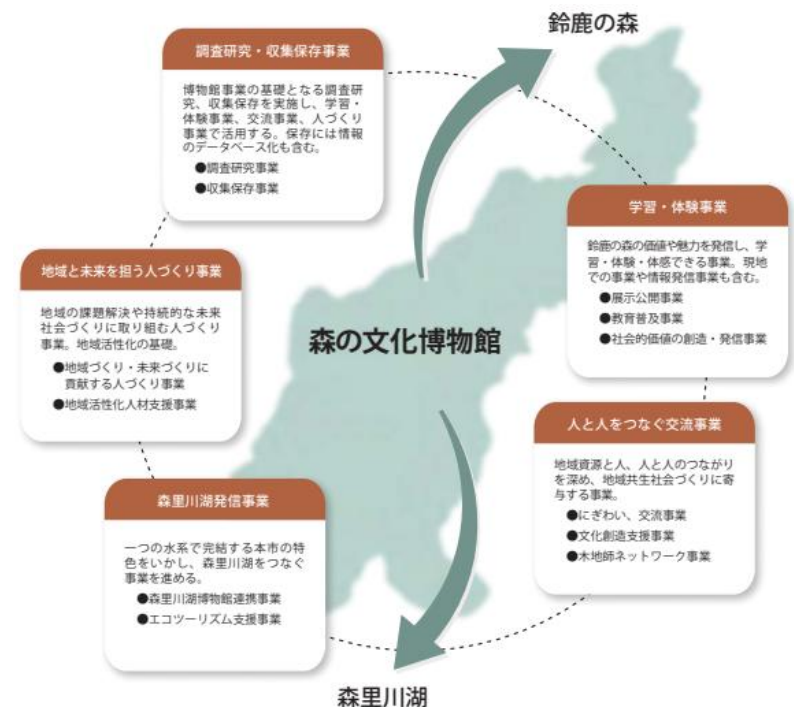 鈴鹿の森
調査研究・収集保存事業
博物館事業の基礎となる調査研
究、収集保存を実施し、学習・
体験事業、交流事業、人づくり
事業で活用する。保存には情報
のデータベース化も含む。
●調査研究事業
●収集保存事業
学習・体験事業
鈴鹿の森の価値や魅力を発信し、学
習・体験・体感できる事業。現地
での事業や情報発信事業も含む。
●展示公開事業
●教育普及事業
●社会的価値の創造・発信事業
地域と未来を担う人づくり事業
地域の課題解決や持続的な未来
社会づくりに取り組む人づくり
事業。地域活性化の基礎。
●地域づくり・未来づくりに
貢献する人づくり事業
●地域活性化人材支援事業
森の文化博物館
人と人をつなぐ交流事業
地域資源と人、人と人のつながり
を深め、地域共生社会づくりに寄
与する事業。
●にぎわい、交流事業
●文化創造支援事業
●木地師ネットワーク事業
森里川湖発信事業
一つの水系で完結する本市の特
色をいかし、森里川湖をつなぐ
事業を進める。
●森里川湖博物館連携事業
●エコツーリズム支援事業
森里川湖